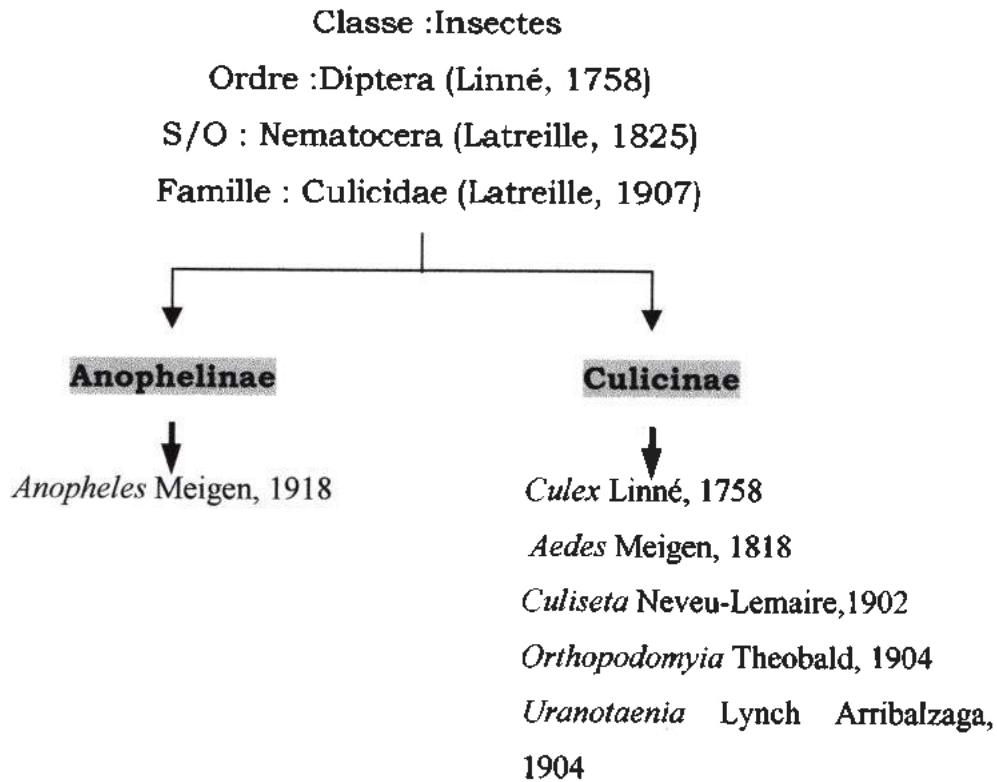 Classe :Insectes
Ordre :Diptera (Linné, 1758)
S/O : Nematocera (Latreille, 1825)
Famille : Culicidae (Latreille, 1907)
Anophelinae
Culicinae
Anopheles Meigen, 1918
Culex Linné, 1758
Aedes Meigen, 1818
Culiseta Neveu-Lemaire,1902
Orthopodomyia Theobald, 1904
Uranotaenia Lynch Arribalzaga,
1904